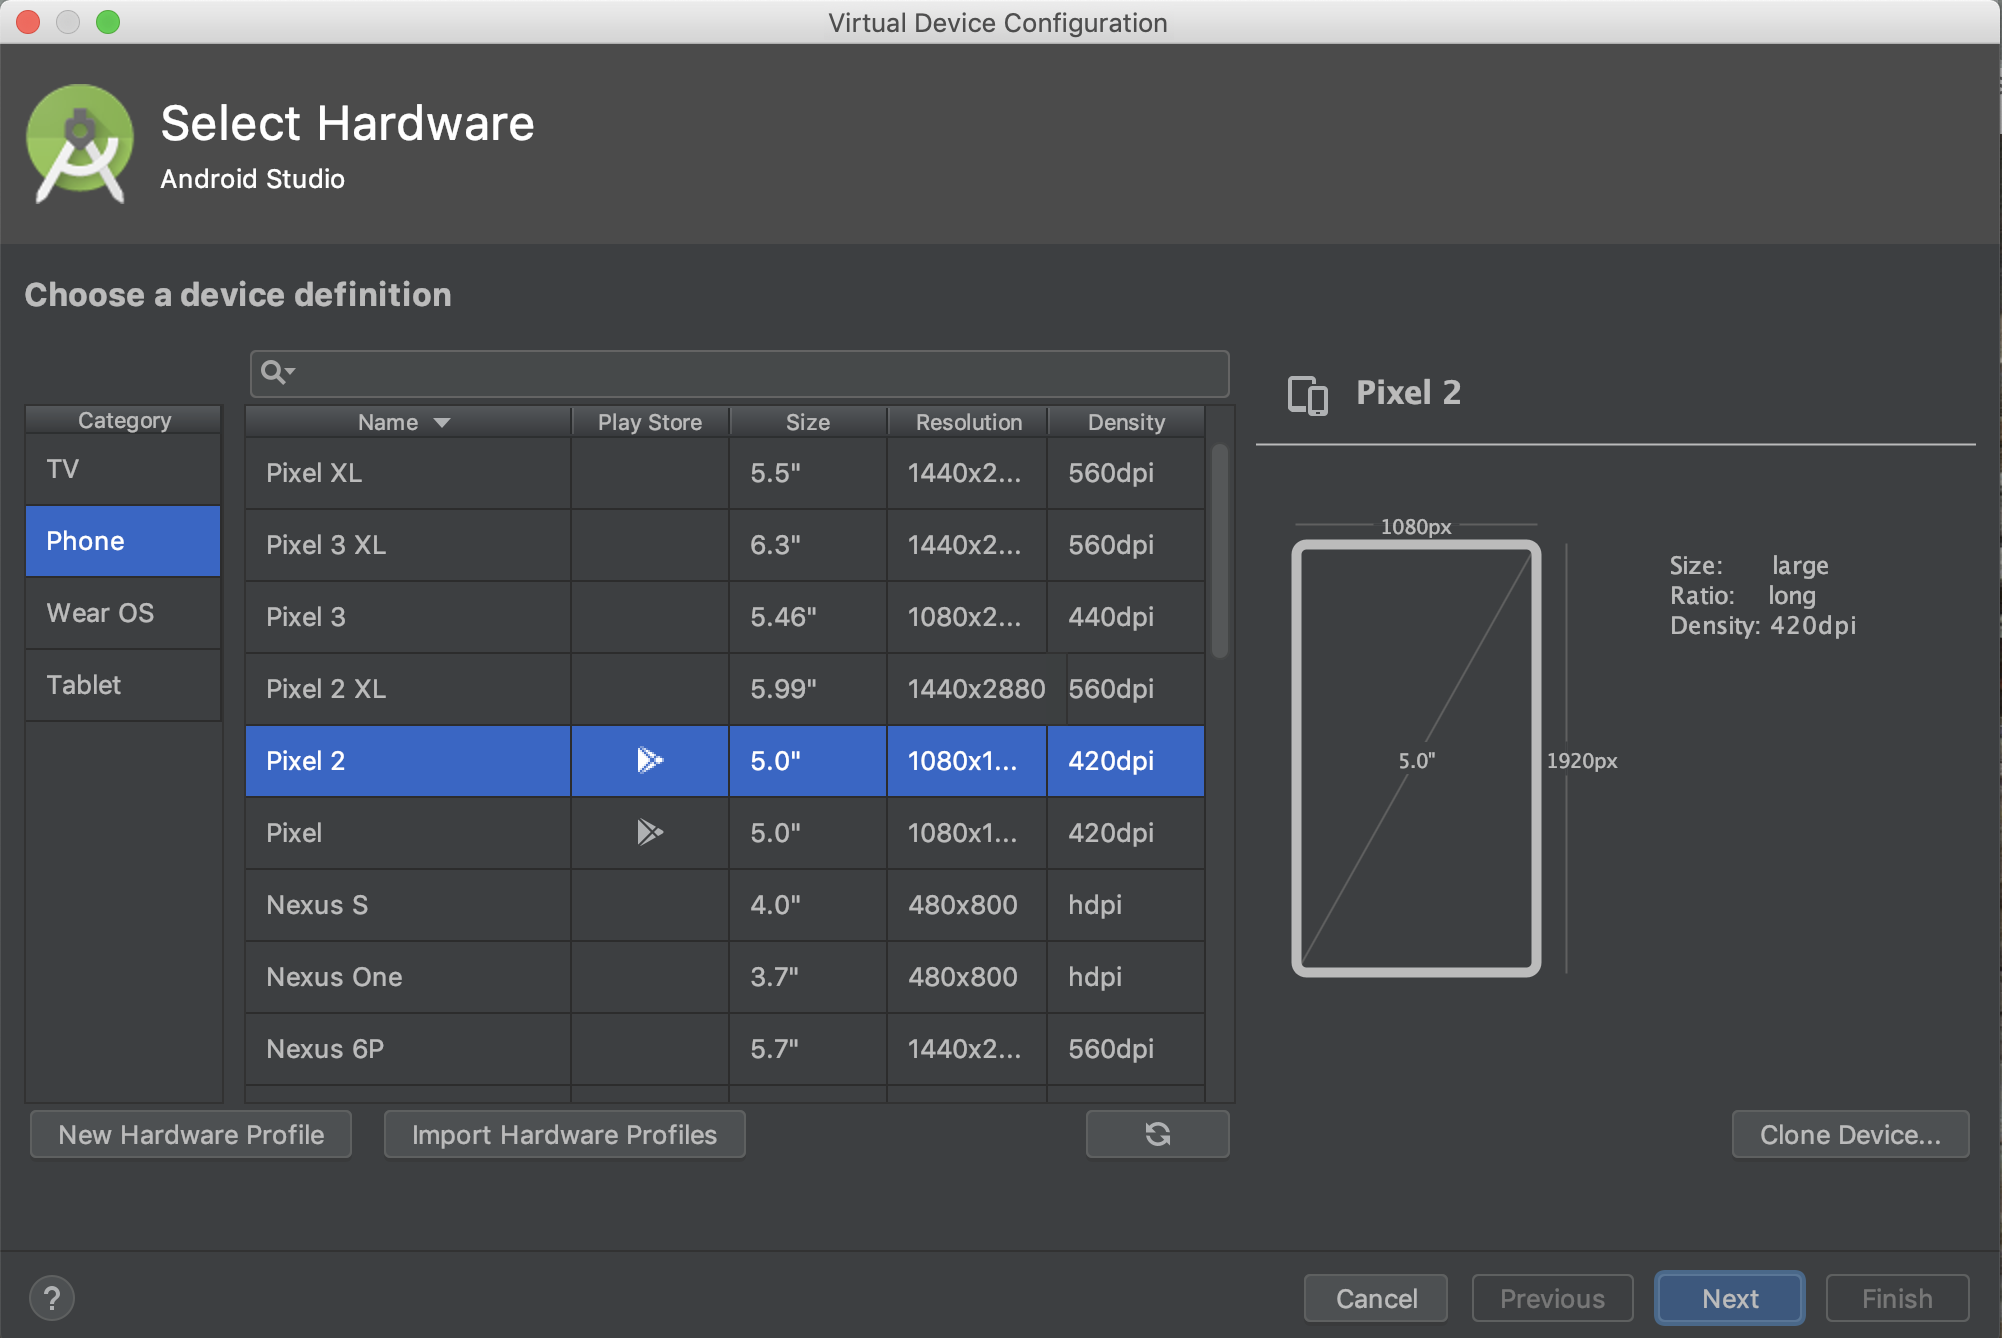 Virtual Device Configuration
Select Hardware
Android Studio
Choose a device definition
Category
TV
Phone
Wear OS
Tablet
Name Play Store Size Resolution Density
Pixel XL 5.5" 1440x2... 560dpi
Pixel 3 XL 6.3" 1440x2... 560dpi
Pixel 3 5.46" 1080x2... 440dpi
Pixel 2 XL 5.99" 1440x2880 560dpi
Pixel 2 5.0" 1080x1... 420dpi
Pixel 5.0" 1080x1... 420dpi
Nexus S 4.0" 480x800 hdpi
Nexus One 3.7" 480x800 hdpi
Nexus 6P 5.7" 1440x2... 560dpi
Pixel 2
1080px
5.0"
1920px
Size: large
Ratio: long
Density: 420dpi
New Hardware Profile
Import Hardware Profiles
Clone Device...
?
Cancel
Previous
Next
Finish